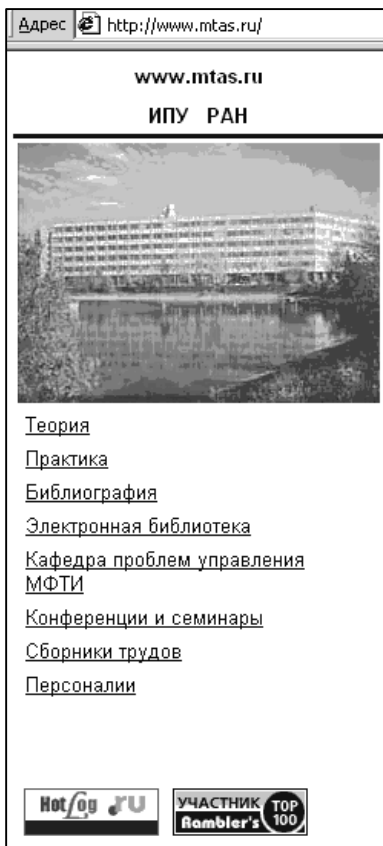 Адрес http://www.mtas.ru/
www.mtas.ru
ИПУ РАН
Теория
Практика
Библиография
Электронная библиотека
Кафедра проблем управления
МФТИ
Конференции и семинары
Сборники трудов
Персоналии
HotLog .ru
УЧАСТНИК TOP
Rambler's 100